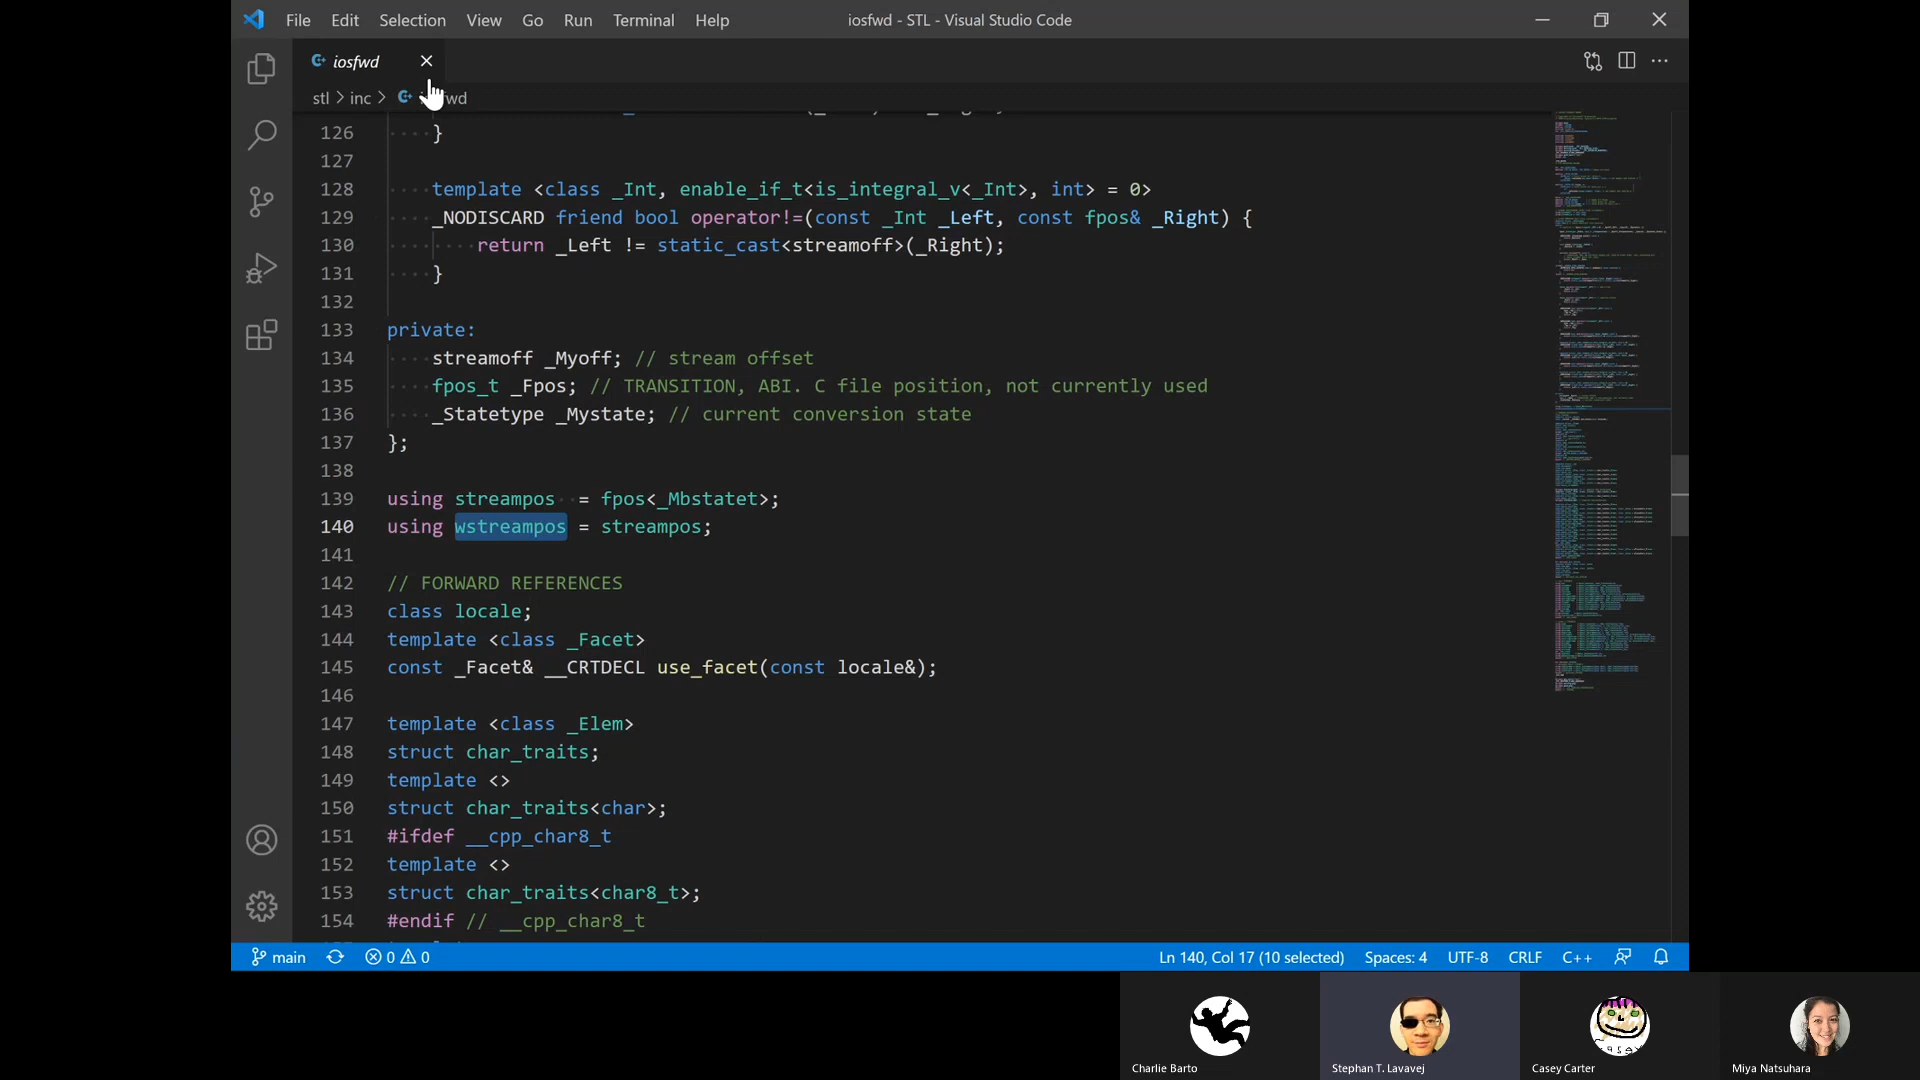 File Edit Selection View Go Run Terminal Help
iosfwd - STL - Visual Studio Code
iosfwd
stl > inc > wd
126 }
127
128 template <class _Int, enable_if_t<is_integral_v<_Int>, int> = 0>
129 _NODISCARD friend bool operator!=(const _Int _Left, const fpos& _Right) {
130 return _Left != static_cast<streamoff>(_Right);
131 }
132
133 private:
134 streamoff _Myoff; // stream offset
135 fpos_t _Fpos; // TRANSITION, ABI. C file position, not currently used
136 _Statetype _Mystate; // current conversion state
137 };
138
139 using streampos = fpos<_Mbstatet>;
140 using wstreampos = streampos;
141
142 // FORWARD REFERENCES
143 class locale;
144 template <class _Facet>
145 const _Facet& __CRTDECL use_facet(const locale&);
146
147 template <class _Elem>
148 struct char_traits;
149 template <>
150 struct char_traits<char>;
151 #ifdef __cpp_char8_t
152 template <>
153 struct char_traits<char8_t>;
154 #endif // __cpp_char8_t
main 0 0 Ln 140, Col 17 (10 selected) Spaces: 4 UTF-8 CRLF C++
Charlie Barto
Stephan T. Lavavej
Casey Carter
Miya Natsuhara